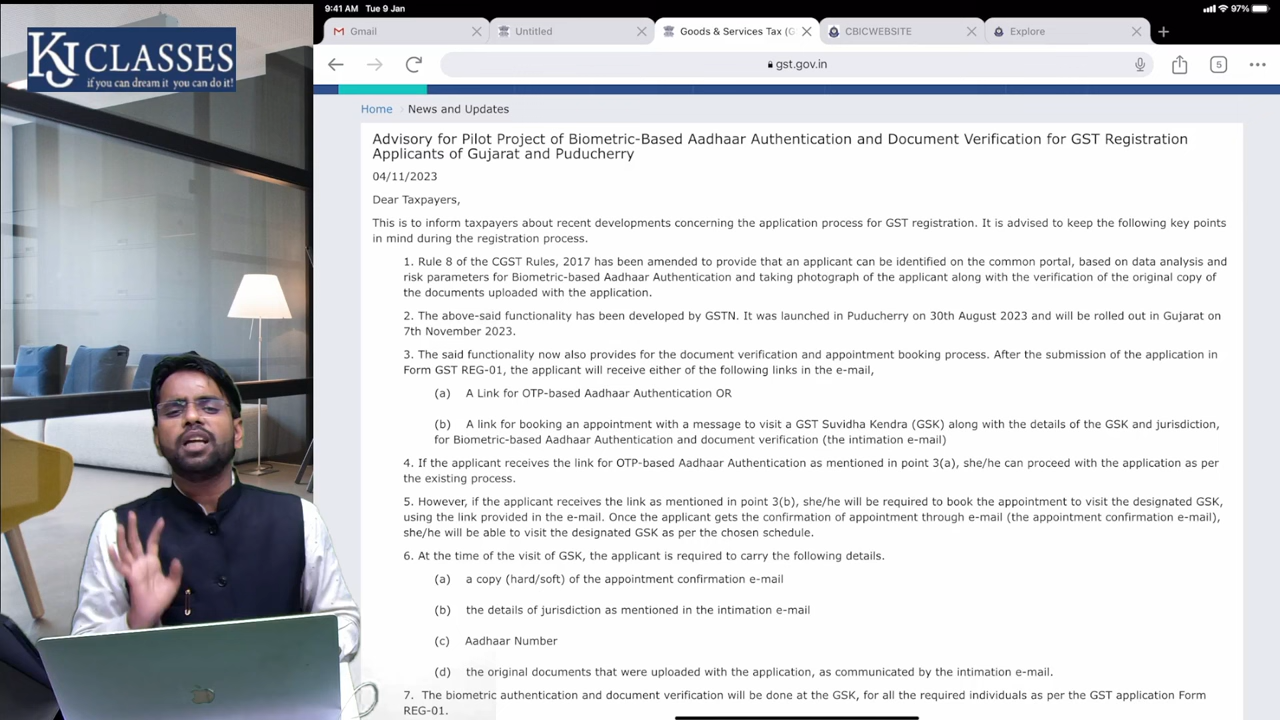 9:41 AM Tue 9 Jan
97%
KJ CLASSES
if you can dream it you can do it!
Gmail
Untitled
Goods & Services Tax (G
CBICWEBSITE
Explore
gst.gov.in
5
Home > News and Updates
Advisory for Pilot Project of Biometric-Based Aadhaar Authentication and Document Verification for GST Registration
Applicants of Gujarat and Puducherry
04/11/2023
Dear Taxpayers,
This is to inform taxpayers about recent developments concerning the application process for GST registration. It is advised to keep the following key points
in mind during the registration process.
1. Rule 8 of the CGST Rules, 2017 has been amended to provide that an applicant can be identified on the common portal, based on data analysis and
risk parameters for Biometric-based Aadhaar Authentication and taking photograph of the applicant along with the verification of the original copy of
the documents uploaded with the application.
2. The above-said functionality has been developed by GSTN. It was launched in Puducherry on 30th August 2023 and will be rolled out in Gujarat on
7th November 2023.
3. The said functionality now also provides for the document verification and appointment booking process. After the submission of the application in
Form GST REG-01, the applicant will receive either of the following links in the e-mail,
(a) A Link for OTP-based Aadhaar Authentication OR
(b) A link for booking an appointment with a message to visit a GST Suvidha Kendra (GSK) along with the details of the GSK and jurisdiction,
for Biometric-based Aadhaar Authentication and document verification (the intimation e-mail)
4. If the applicant receives the link for OTP-based Aadhaar Authentication as mentioned in point 3(a), she/he can proceed with the application as per
the existing process.
5. However, if the applicant receives the link as mentioned in point 3(b), she/he will be required to book the appointment to visit the designated GSK,
using the link provided in the e-mail. Once the applicant gets the confirmation of appointment through e-mail (the appointment confirmation e-mail),
she/he will be able to visit the designated GSK as per the chosen schedule.
6. At the time of the visit of GSK, the applicant is required to carry the following details.
(a) a copy (hard/soft) of the appointment confirmation e-mail
(b) the details of jurisdiction as mentioned in the intimation e-mail
(c) Aadhaar Number
(d) the original documents that were uploaded with the application, as communicated by the intimation e-mail.
7. The biometric authentication and document verification will be done at the GSK, for all the required individuals as per the GST application Form
REG-01.